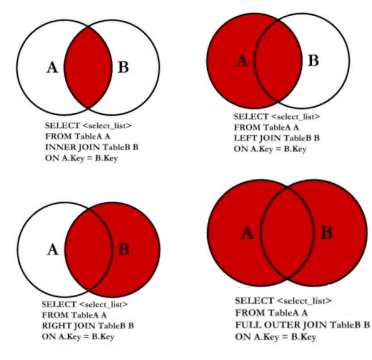 A B
SELECT <select_list>
FROM TableA A
INNER JOIN TableB B
ON A.Key = B.Key
A B
SELECT <select_list>
FROM TableA A
LEFT JOIN TableB B
ON A.Key = B.Key
A B
SELECT <select_list>
FROM TableA A
RIGHT JOIN TableB B
ON A.Key = B.Key
A B
SELECT <select_list>
FROM TableA A
FULL OUTER JOIN TableB B
ON A.Key = B.Key